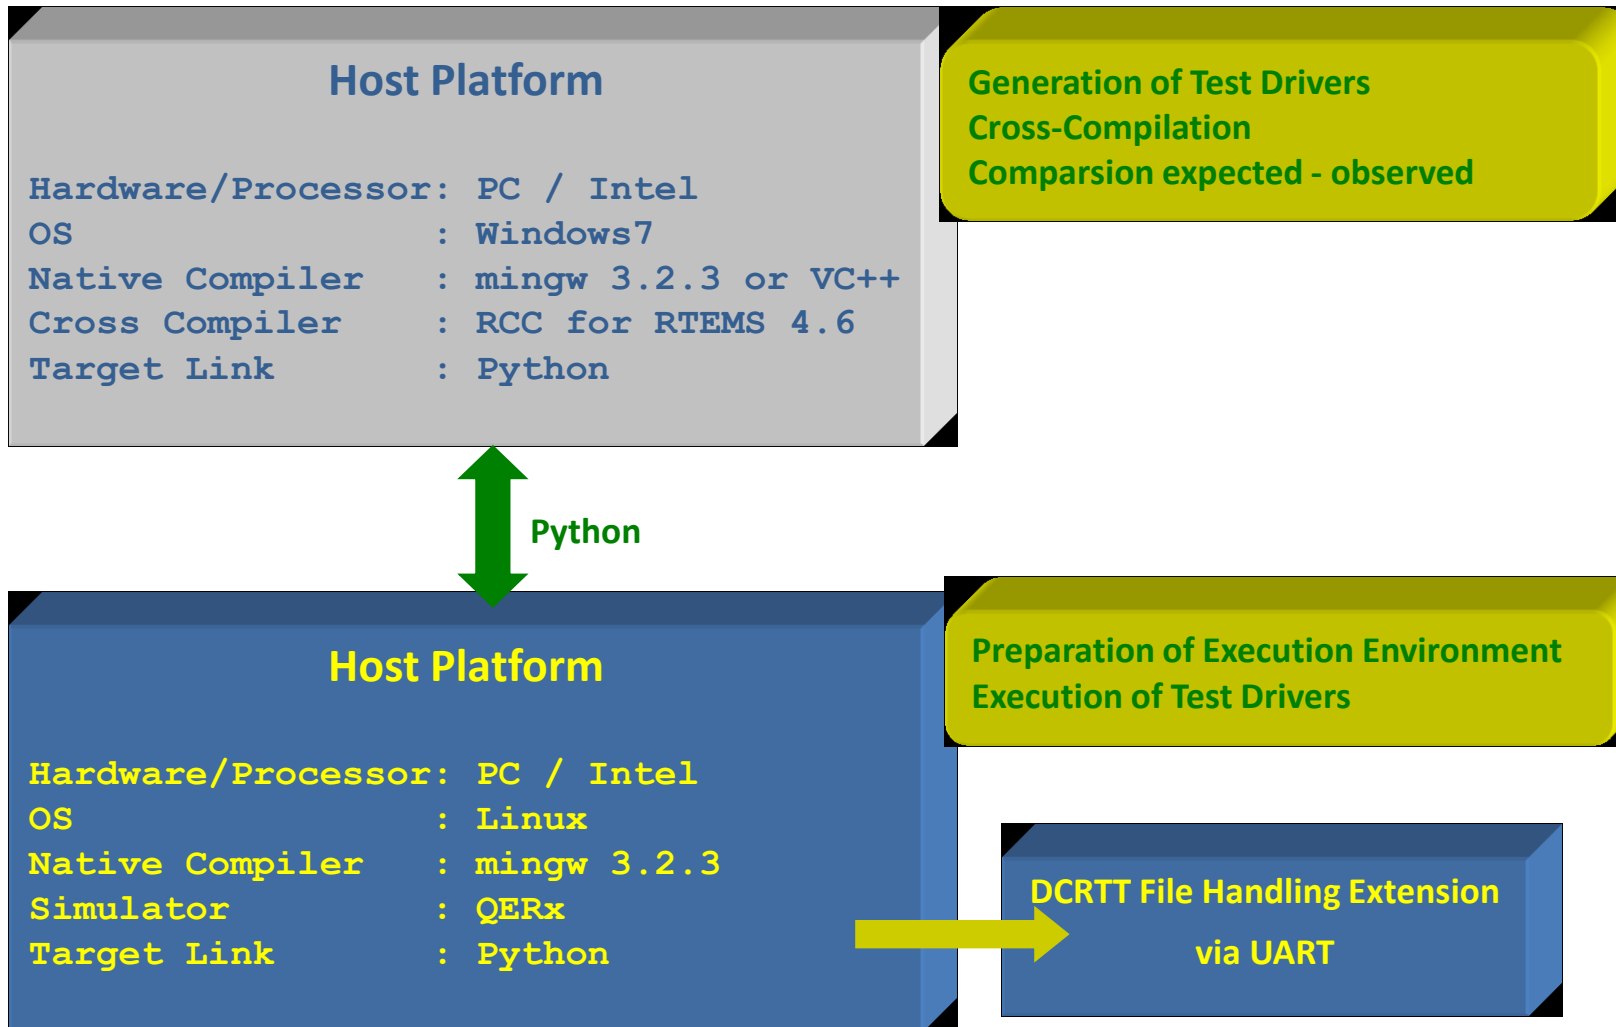 Host Platform
Hardware/Processor: PC / Intel
OS : Windows7
Native Compiler : mingw 3.2.3 or VC++
Cross Compiler : RCC for RTEMS 4.6
Target Link : Python
Generation of Test Drivers
Cross-Compilation
Comparsion expected - observed
Python
Host Platform
Hardware/Processor: PC / Intel
OS : Linux
Native Compiler : mingw 3.2.3
Simulator : QERx
Target Link : Python
Preparation of Execution Environment
Execution of Test Drivers
DCRTT File Handling Extension
via UART